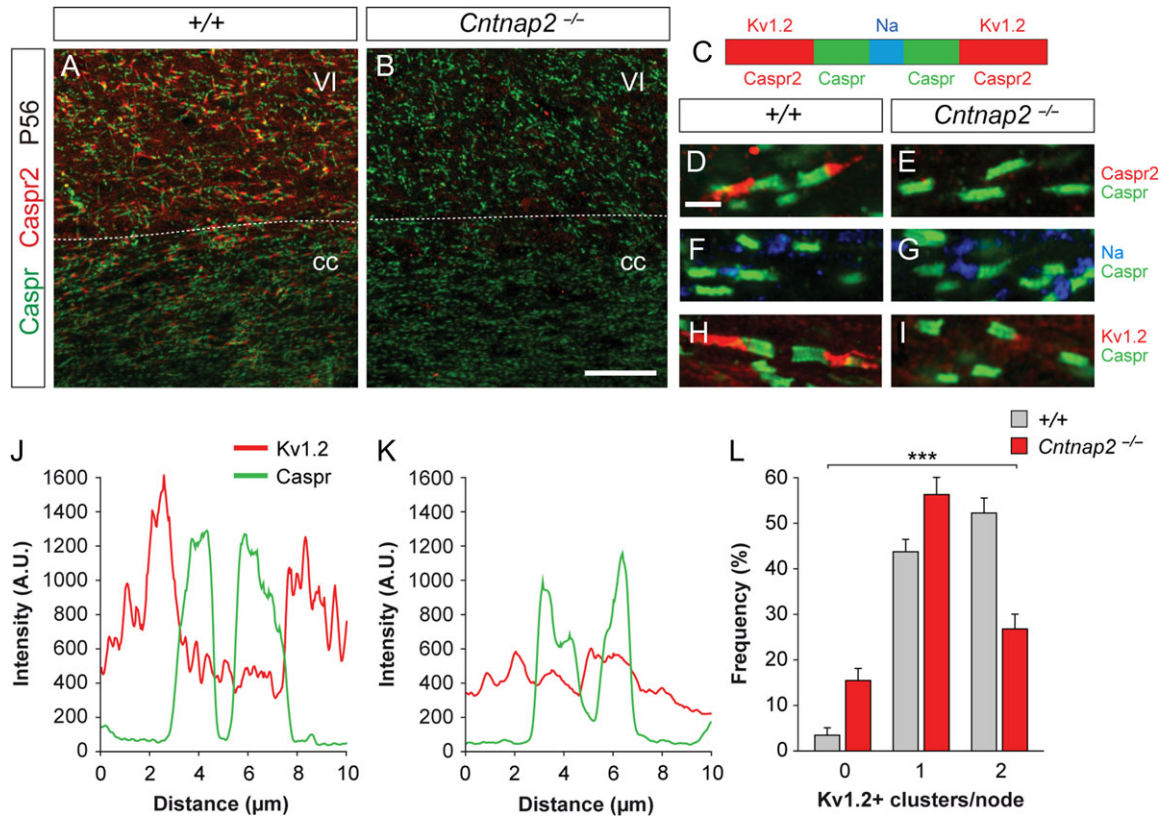 +/+
Cntnap2 –/–
Caspr Caspr2 P56
A
VI
cc
B
VI
cc
C
Kv1.2 Na Kv1.2
Caspr2 Caspr Caspr Caspr2
+/+
Cntnap2 –/–
D
E
Caspr2
Caspr
F
G
Na
Caspr
H
I
Kv1.2
Caspr
J
Kv1.2
Caspr
1600
1400
1200
1000
800
600
400
200
0
Intensity (A.U.)
0 2 4 6 8 10
Distance (µm)
K
1600
1400
1200
1000
800
600
400
200
0
Intensity (A.U.)
0 2 4 6 8 10
Distance (µm)
L
+/+
Cntnap2 –/–
***
60
50
40
30
20
10
0
Frequency (%)
0 1 2
Kv1.2+ clusters/node